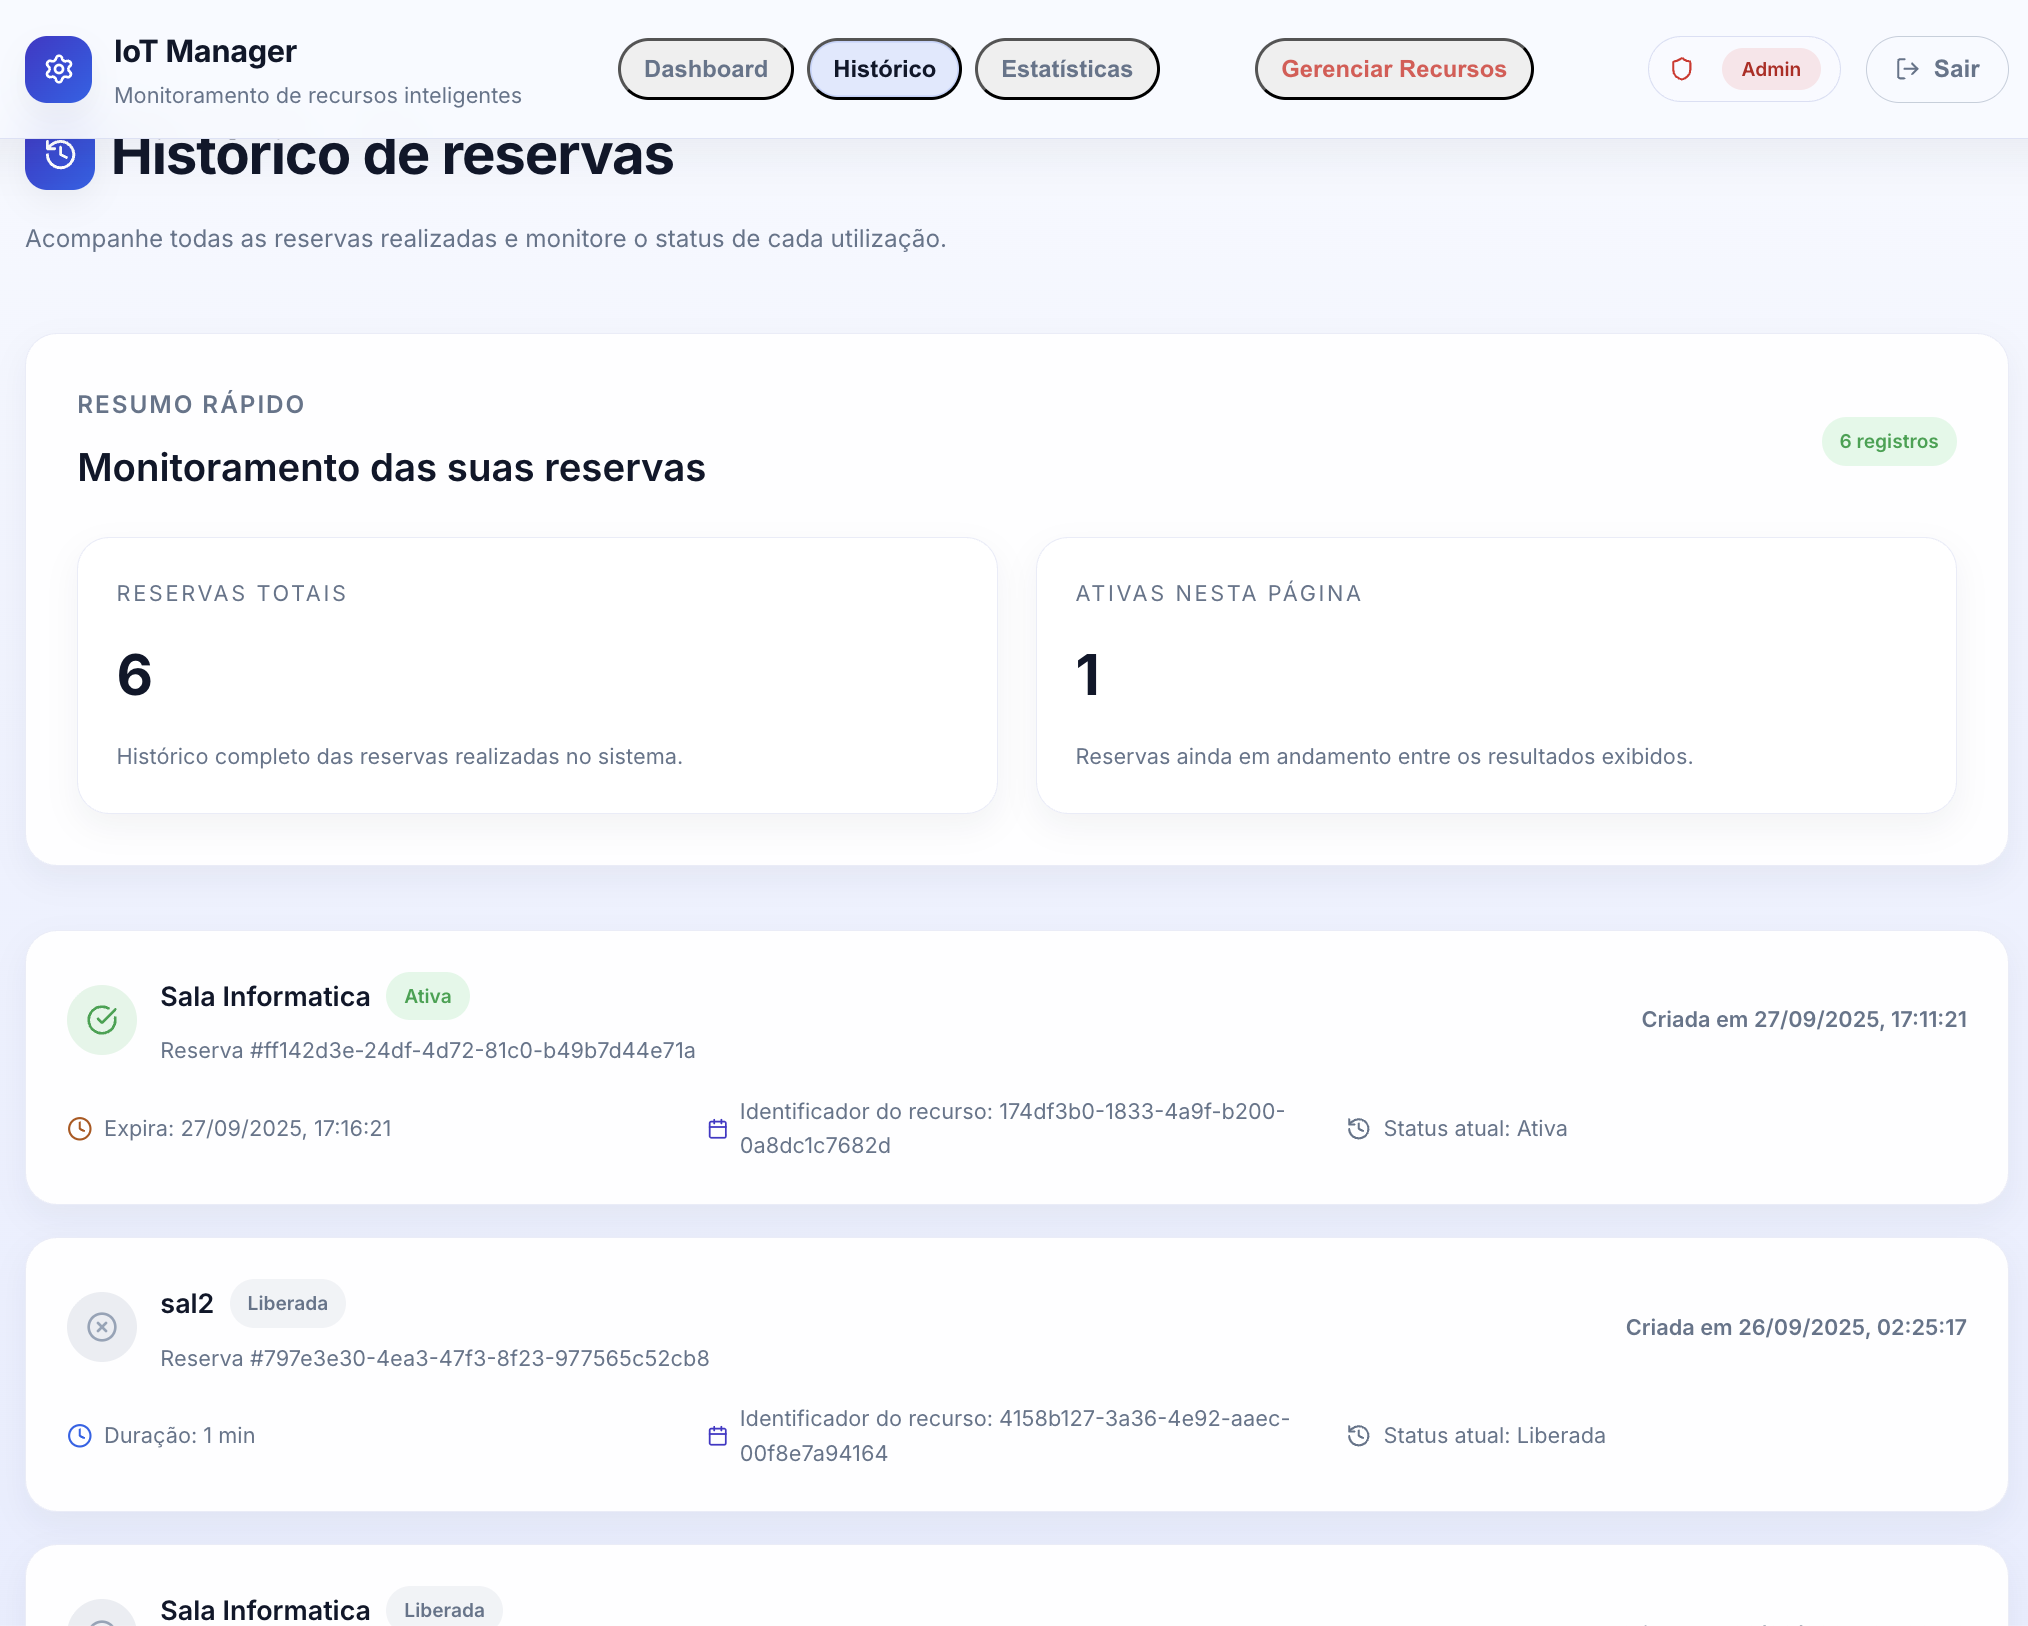 IoT Manager
Monitoramento de recursos inteligentes
Dashboard
Histórico
Estatísticas
Gerenciar Recursos
Admin
Sair
Histórico de reservas
Acompanhe todas as reservas realizadas e monitore o status de cada utilização.
RESUMO RÁPIDO
Monitoramento das suas reservas
6 registros
RESERVAS TOTAIS
6
Histórico completo das reservas realizadas no sistema.
ATIVAS NESTA PÁGINA
1
Reservas ainda em andamento entre os resultados exibidos.
Sala Informatica
Ativa
Reserva #ff142d3e-24df-4d72-81c0-b49b7d44e71a
Criada em 27/09/2025, 17:11:21
Expira: 27/09/2025, 17:16:21
Identificador do recurso: 174df3b0-1833-4a9f-b200-
0a8dc1c7682d
Status atual: Ativa
sal2
Liberada
Reserva #797e3e30-4ea3-47f3-8f23-977565c52cb8
Criada em 26/09/2025, 02:25:17
Duração: 1 min
Identificador do recurso: 4158b127-3a36-4e92-aaec-
00f8e7a94164
Status atual: Liberada
Sala Informatica
Liberada